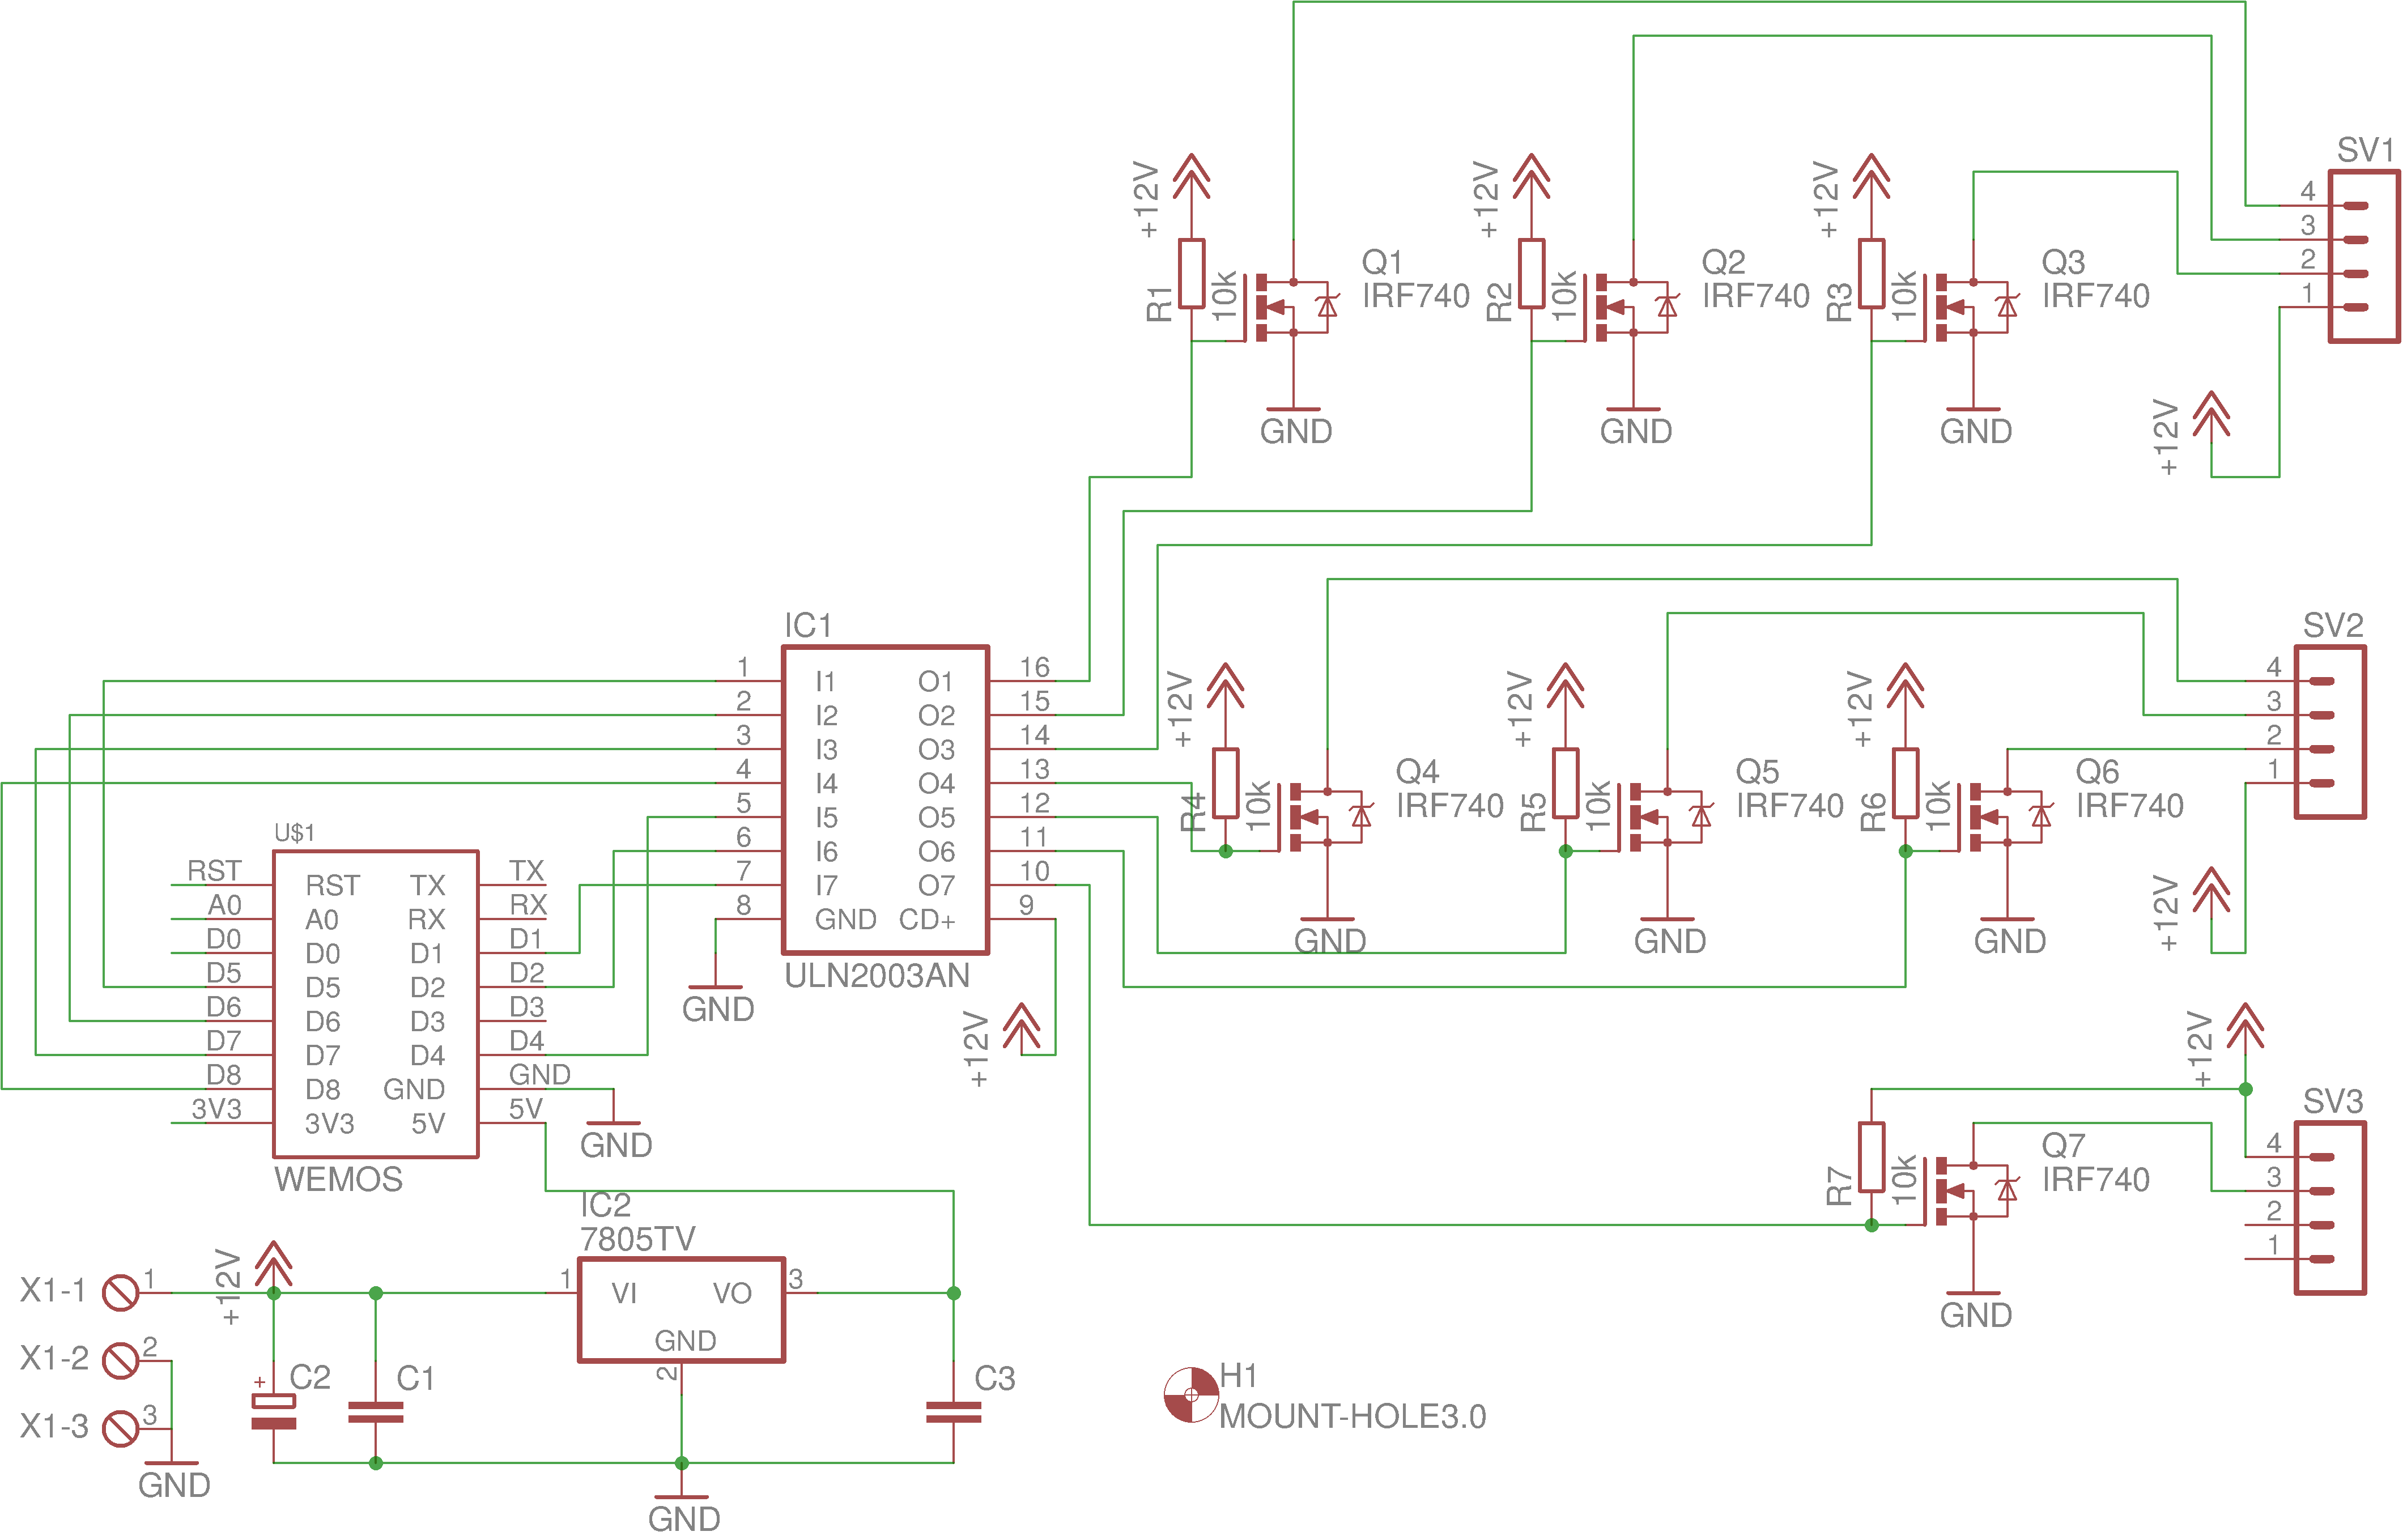 SV1
4
3
2
1
+12V
R1
10k
Q1
IRF740
GND
+12V
R2
10k
Q2
IRF740
GND
+12V
R3
10k
Q3
IRF740
GND
+12V
IC1
1 I1 O1 16
2 I2 O2 15
3 I3 O3 14
4 I4 O4 13
5 I5 O5 12
6 I6 O6 11
7 I7 O7 10
8 GND CD+ 9
ULN2003AN
GND
+12V
+12V
R4
10k
Q4
IRF740
GND
+12V
R5
10k
Q5
IRF740
GND
+12V
R6
10k
Q6
IRF740
GND
SV2
4
3
2
1
+12V
U$1
RST RST TX TX
A0 A0 RX RX
D0 D0 D1 D1
D5 D5 D2 D2
D6 D6 D3 D3
D7 D7 D4 D4
D8 D8 GND GND
3V3 3V3 5V 5V
WEMOS
GND
+12V
R7
10k
Q7
IRF740
GND
SV3
4
3
2
1
IC2
7805TV
1 VI VO 3
GND
2
X1-1 1
X1-2 2
X1-3 3
GND
+12V
C2
+
C1
C3
GND
H1
MOUNT-HOLE3.0